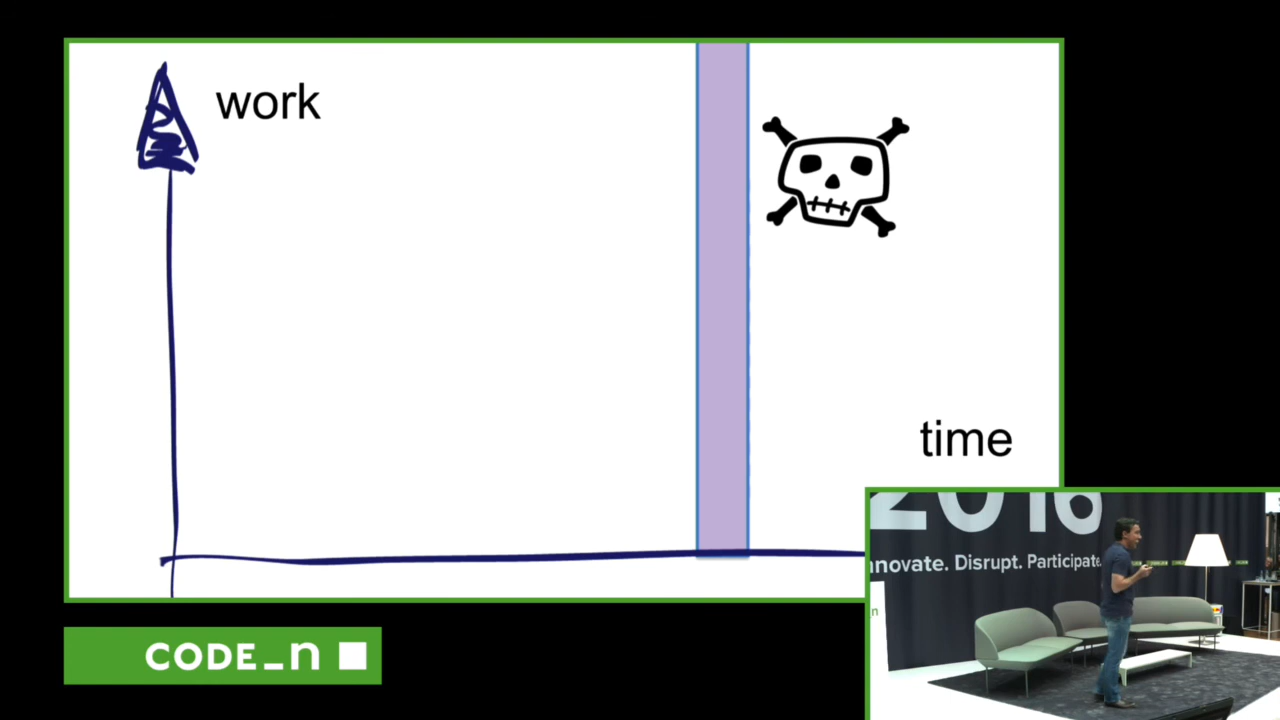 work
time
2016
nnovate. Disrupt. Participate.
CODE_n
n